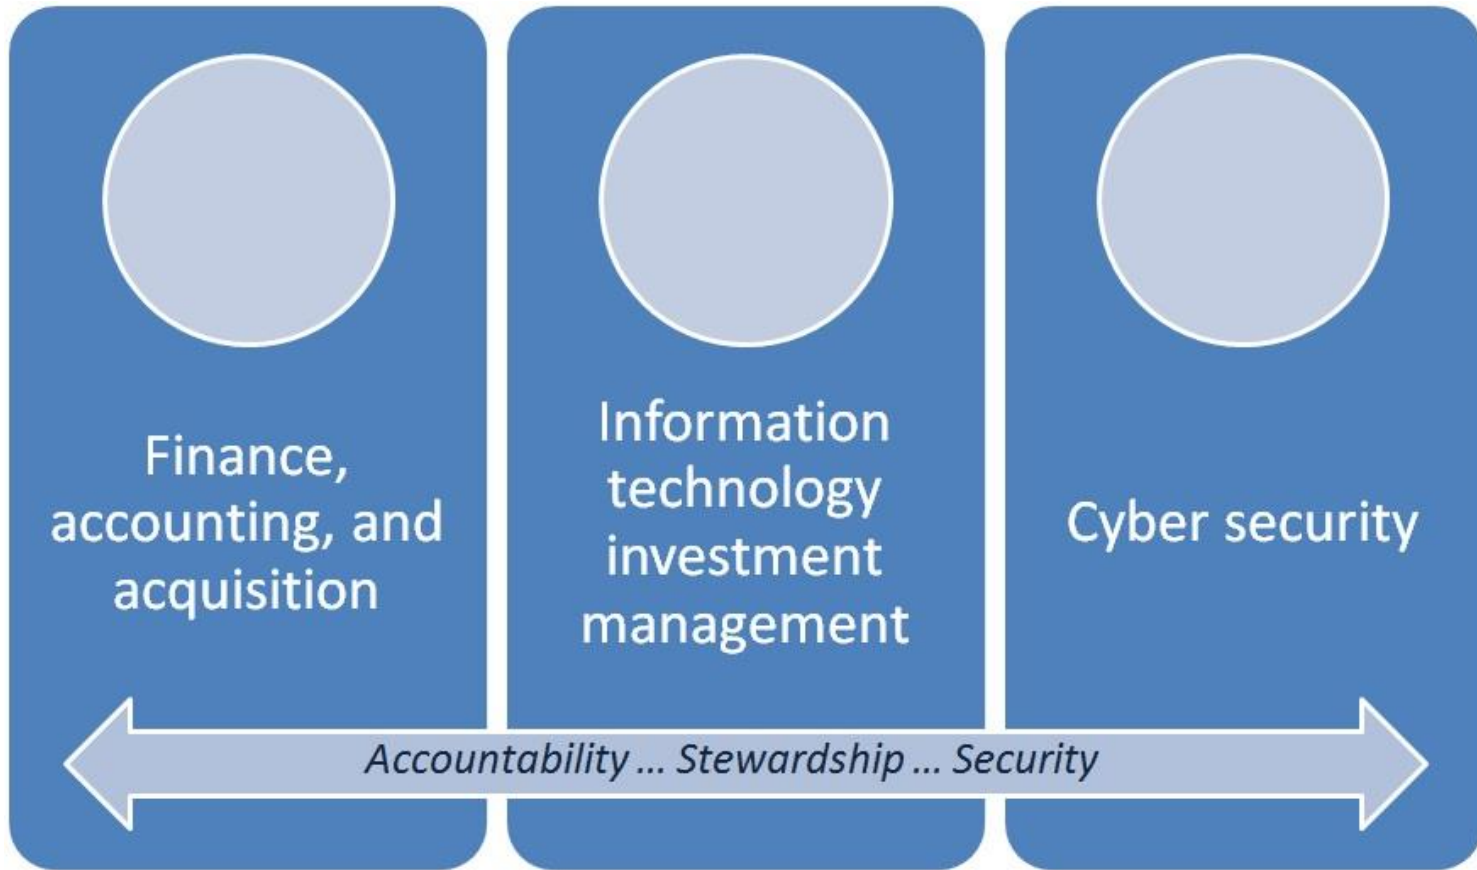 Finance,
accounting, and
acquisition
Information
technology
investment
management
Cyber security
Accountability ... Stewardship ... Security